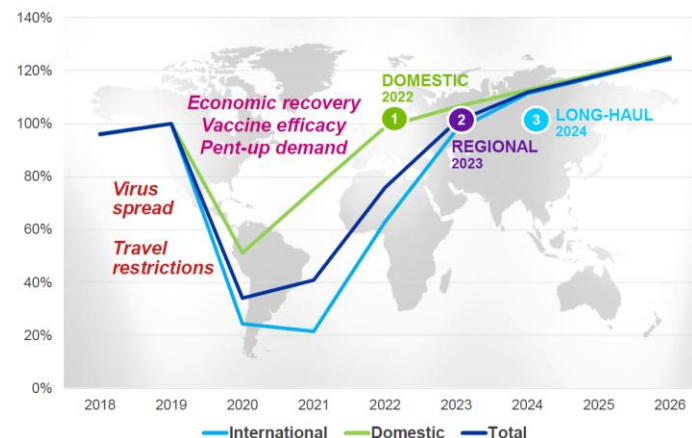 140%
120%
100%
80%
60%
40%
20%
0%
DOMESTIC
2022
1
Economic recovery
Vaccine efficacy
Pent-up demand
2
REGIONAL
2023
3
LONG-HAUL
2024
Virus
spread
Travel
restrictions
2018 2019 2020 2021 2022 2023 2024 2025 2026
International Domestic Total